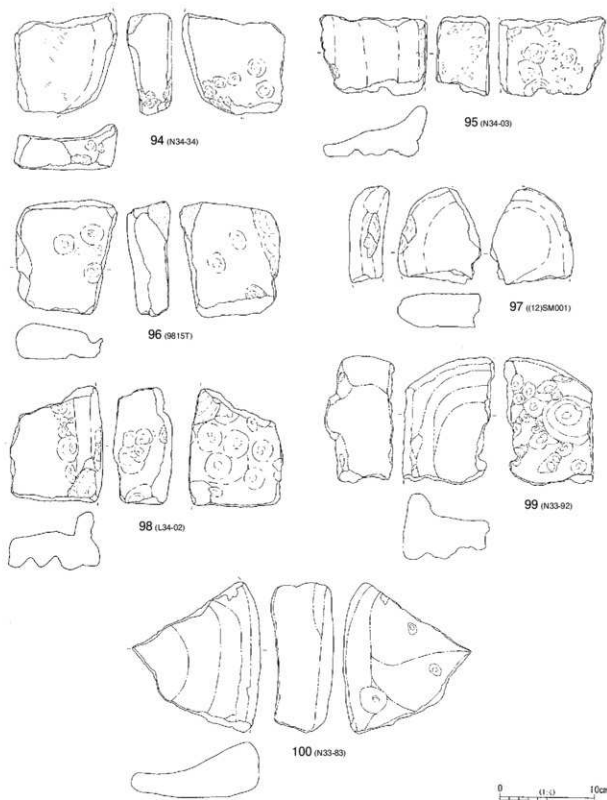 94 (N34-34)
95 (N34-03)
96 (9815T)
97 ((12)SM001)
98 (L34-02)
99 (N33-92)
100 (N33-83)
0 10cm